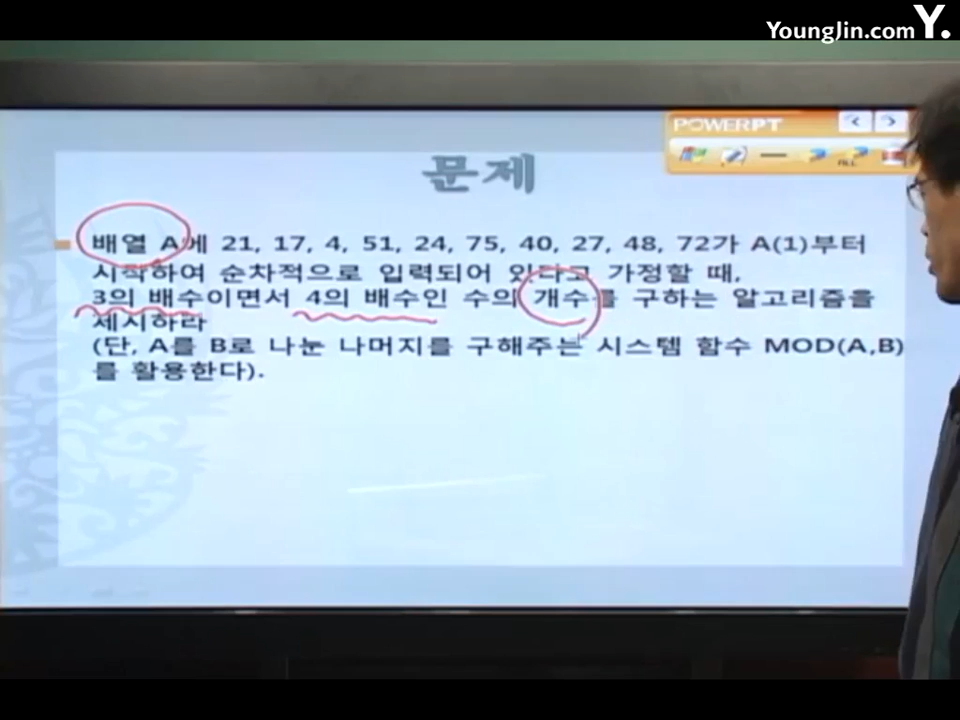 YoungJin.com Y.
POWERPT
ALL
문제
배열 A에 21, 17, 4, 51, 24, 75, 40, 27, 48, 72가 A(1)부터
시작하여 순차적으로 입력되어 있다고 가정할 때,
3의 배수이면서 4의 배수인 수의 개수를 구하는 알고리즘을
제시하라
(단, A를 B로 나눈 나머지를 구해주는 시스템 함수 MOD(A,B)
를 활용한다).